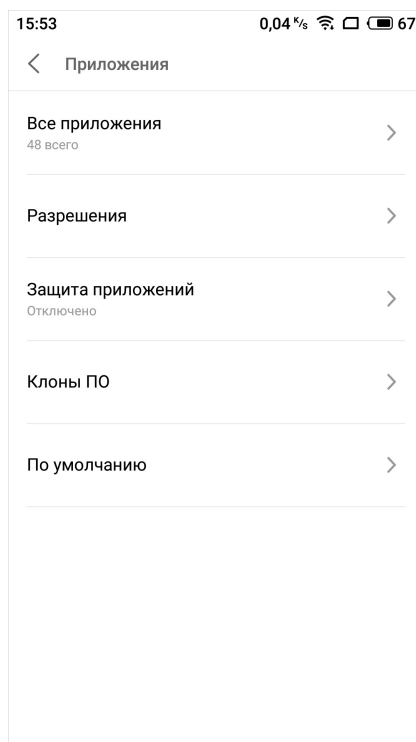 15:53 0,04 K/s 67
Приложения
Все приложения
48 всего
Разрешения
Защита приложений
Отключено
Клоны ПО
По умолчанию